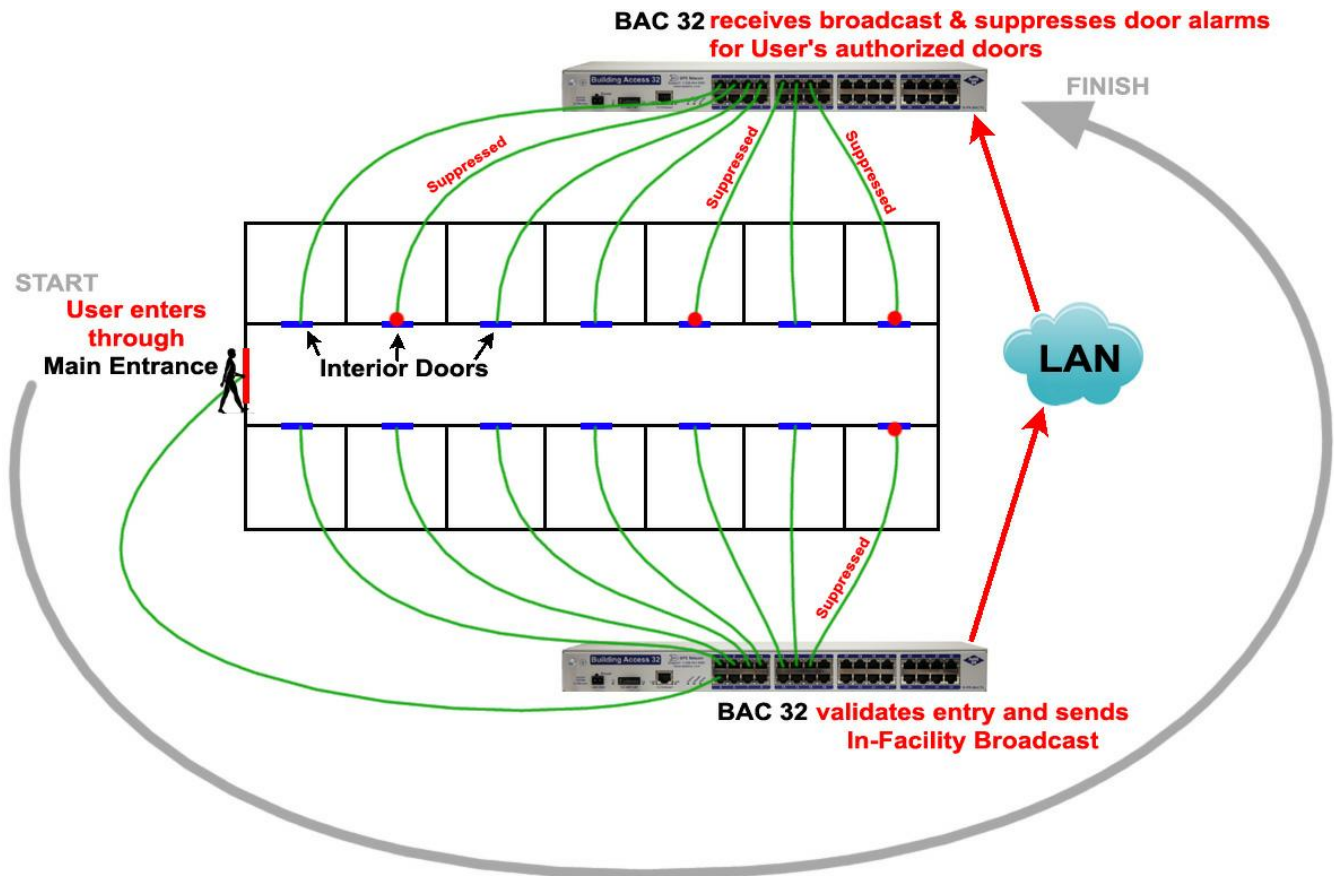 BAC 32 receives broadcast & suppresses door alarms
for User's authorized doors
Building Access 32
FINISH
Suppressed
Suppressed
Suppressed
START
User enters
through
Main Entrance
Interior Doors
LAN
Suppressed
Building Access 32
BAC 32 validates entry and sends
In-Facility Broadcast